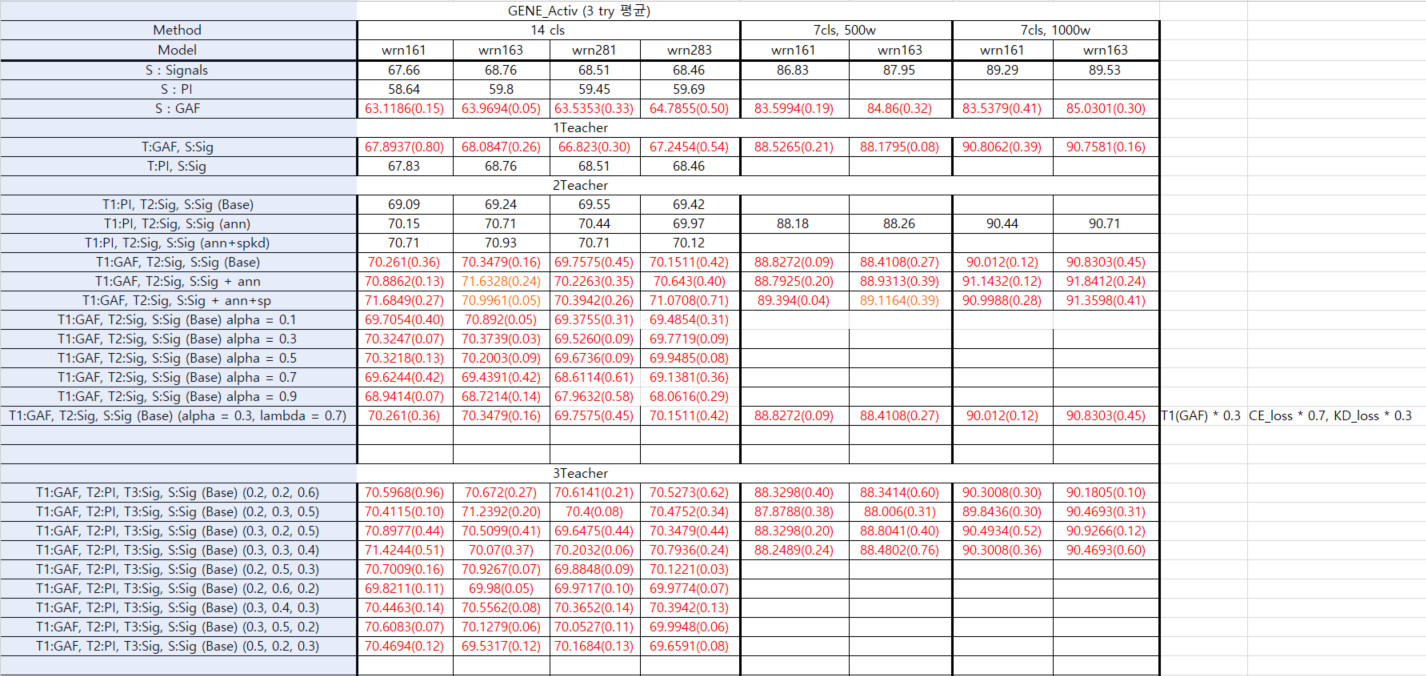 GENE_Activ (3 try 평균)
Method 14 cls 7cls, 500w 7cls, 1000w
Model wrn161 wrn163 wrn281 wrn283 wrn161 wrn163 wrn161 wrn163
S : Signals 67.66 68.76 68.51 68.46 86.83 87.95 89.29 89.53
S : PI 58.64 59.8 59.45 59.69
S : GAF 63.1186(0.15) 63.9694(0.05) 63.5353(0.33) 64.7855(0.50) 83.5994(0.19) 84.86(0.32) 83.5379(0.41) 85.0301(0.30)
1Teacher
T:GAF, S:Sig 67.8937(0.80) 68.0847(0.26) 66.823(0.30) 67.2454(0.54) 88.5265(0.21) 88.1795(0.08) 90.8062(0.39) 90.7581(0.16)
T:PI, S:Sig 67.83 68.76 68.51 68.46
2Teacher
T1:PI, T2:Sig, S:Sig (Base) 69.09 69.24 69.55 69.42
T1:PI, T2:Sig, S:Sig (ann) 70.15 70.71 70.44 69.97 88.18 88.26 90.44 90.71
T1:PI, T2:Sig, S:Sig (ann+spkd) 70.71 70.93 70.71 70.12
T1:GAF, T2:Sig, S:Sig (Base) 70.261(0.36) 70.3479(0.16) 69.7575(0.45) 70.1511(0.42) 88.8272(0.09) 88.4108(0.27) 90.012(0.12) 90.8303(0.45)
T1:GAF, T2:Sig, S:Sig + ann 70.8862(0.13) 71.6328(0.24) 70.2263(0.35) 70.643(0.40) 88.7925(0.20) 88.9313(0.39) 91.1432(0.12) 91.8412(0.24)
T1:GAF, T2:Sig, S:Sig + ann+sp 71.6849(0.27) 70.9961(0.05) 70.3942(0.26) 71.0708(0.71) 89.394(0.04) 89.1164(0.39) 90.9988(0.28) 91.3598(0.41)
T1:GAF, T2:Sig, S:Sig (Base) alpha = 0.1 69.7054(0.40) 70.892(0.05) 69.3755(0.31) 69.4854(0.31)
T1:GAF, T2:Sig, S:Sig (Base) alpha = 0.3 70.3247(0.07) 70.3739(0.03) 69.5260(0.09) 69.7719(0.09)
T1:GAF, T2:Sig, S:Sig (Base) alpha = 0.5 70.3218(0.13) 70.2003(0.09) 69.6736(0.09) 69.9485(0.08)
T1:GAF, T2:Sig, S:Sig (Base) alpha = 0.7 69.6244(0.42) 69.4391(0.42) 68.6114(0.61) 69.1381(0.36)
T1:GAF, T2:Sig, S:Sig (Base) alpha = 0.9 68.9414(0.07) 68.7214(0.14) 67.9632(0.58) 68.0616(0.29)
T1:GAF, T2:Sig, S:Sig (Base) (alpha = 0.3, lambda = 0.7) 70.261(0.36) 70.3479(0.16) 69.7575(0.45) 70.1511(0.42) 88.8272(0.09) 88.4108(0.27) 90.012(0.12) 90.8303(0.45) T1(GAF) * 0.3 CE_loss * 0.7, KD_loss * 0.3
3Teacher
T1:GAF, T2:PI, T3:Sig, S:Sig (Base) (0.2, 0.2, 0.6) 70.5968(0.96) 70.672(0.27) 70.6141(0.21) 70.5273(0.62) 88.3298(0.40) 88.3414(0.60) 90.3008(0.30) 90.1805(0.10)
T1:GAF, T2:PI, T3:Sig, S:Sig (Base) (0.2, 0.3, 0.5) 70.4115(0.10) 71.2392(0.20) 70.4(0.08) 70.4752(0.34) 87.8788(0.38) 88.006(0.31) 89.8436(0.30) 90.4693(0.31)
T1:GAF, T2:PI, T3:Sig, S:Sig (Base) (0.3, 0.2, 0.5) 70.8977(0.44) 70.5099(0.41) 69.6475(0.44) 70.3479(0.44) 88.3298(0.20) 88.8041(0.40) 90.4934(0.52) 90.9266(0.12)
T1:GAF, T2:PI, T3:Sig, S:Sig (Base) (0.3, 0.3, 0.4) 71.4244(0.51) 70.07(0.37) 70.2032(0.06) 70.7936(0.24) 88.2489(0.24) 88.4802(0.76) 90.3008(0.36) 90.4693(0.60)
T1:GAF, T2:PI, T3:Sig, S:Sig (Base) (0.2, 0.5, 0.3) 70.7009(0.16) 70.9267(0.07) 69.8848(0.09) 70.1221(0.03)
T1:GAF, T2:PI, T3:Sig, S:Sig (Base) (0.2, 0.6, 0.2) 69.8211(0.11) 69.98(0.05) 69.9717(0.10) 69.9774(0.07)
T1:GAF, T2:PI, T3:Sig, S:Sig (Base) (0.3, 0.4, 0.3) 70.4463(0.14) 70.5562(0.08) 70.3652(0.14) 70.3942(0.13)
T1:GAF, T2:PI, T3:Sig, S:Sig (Base) (0.3, 0.5, 0.2) 70.6083(0.07) 70.1279(0.06) 70.0527(0.11) 69.9948(0.06)
T1:GAF, T2:PI, T3:Sig, S:Sig (Base) (0.5, 0.2, 0.3) 70.4694(0.12) 69.5317(0.12) 70.1684(0.13) 69.6591(0.08)